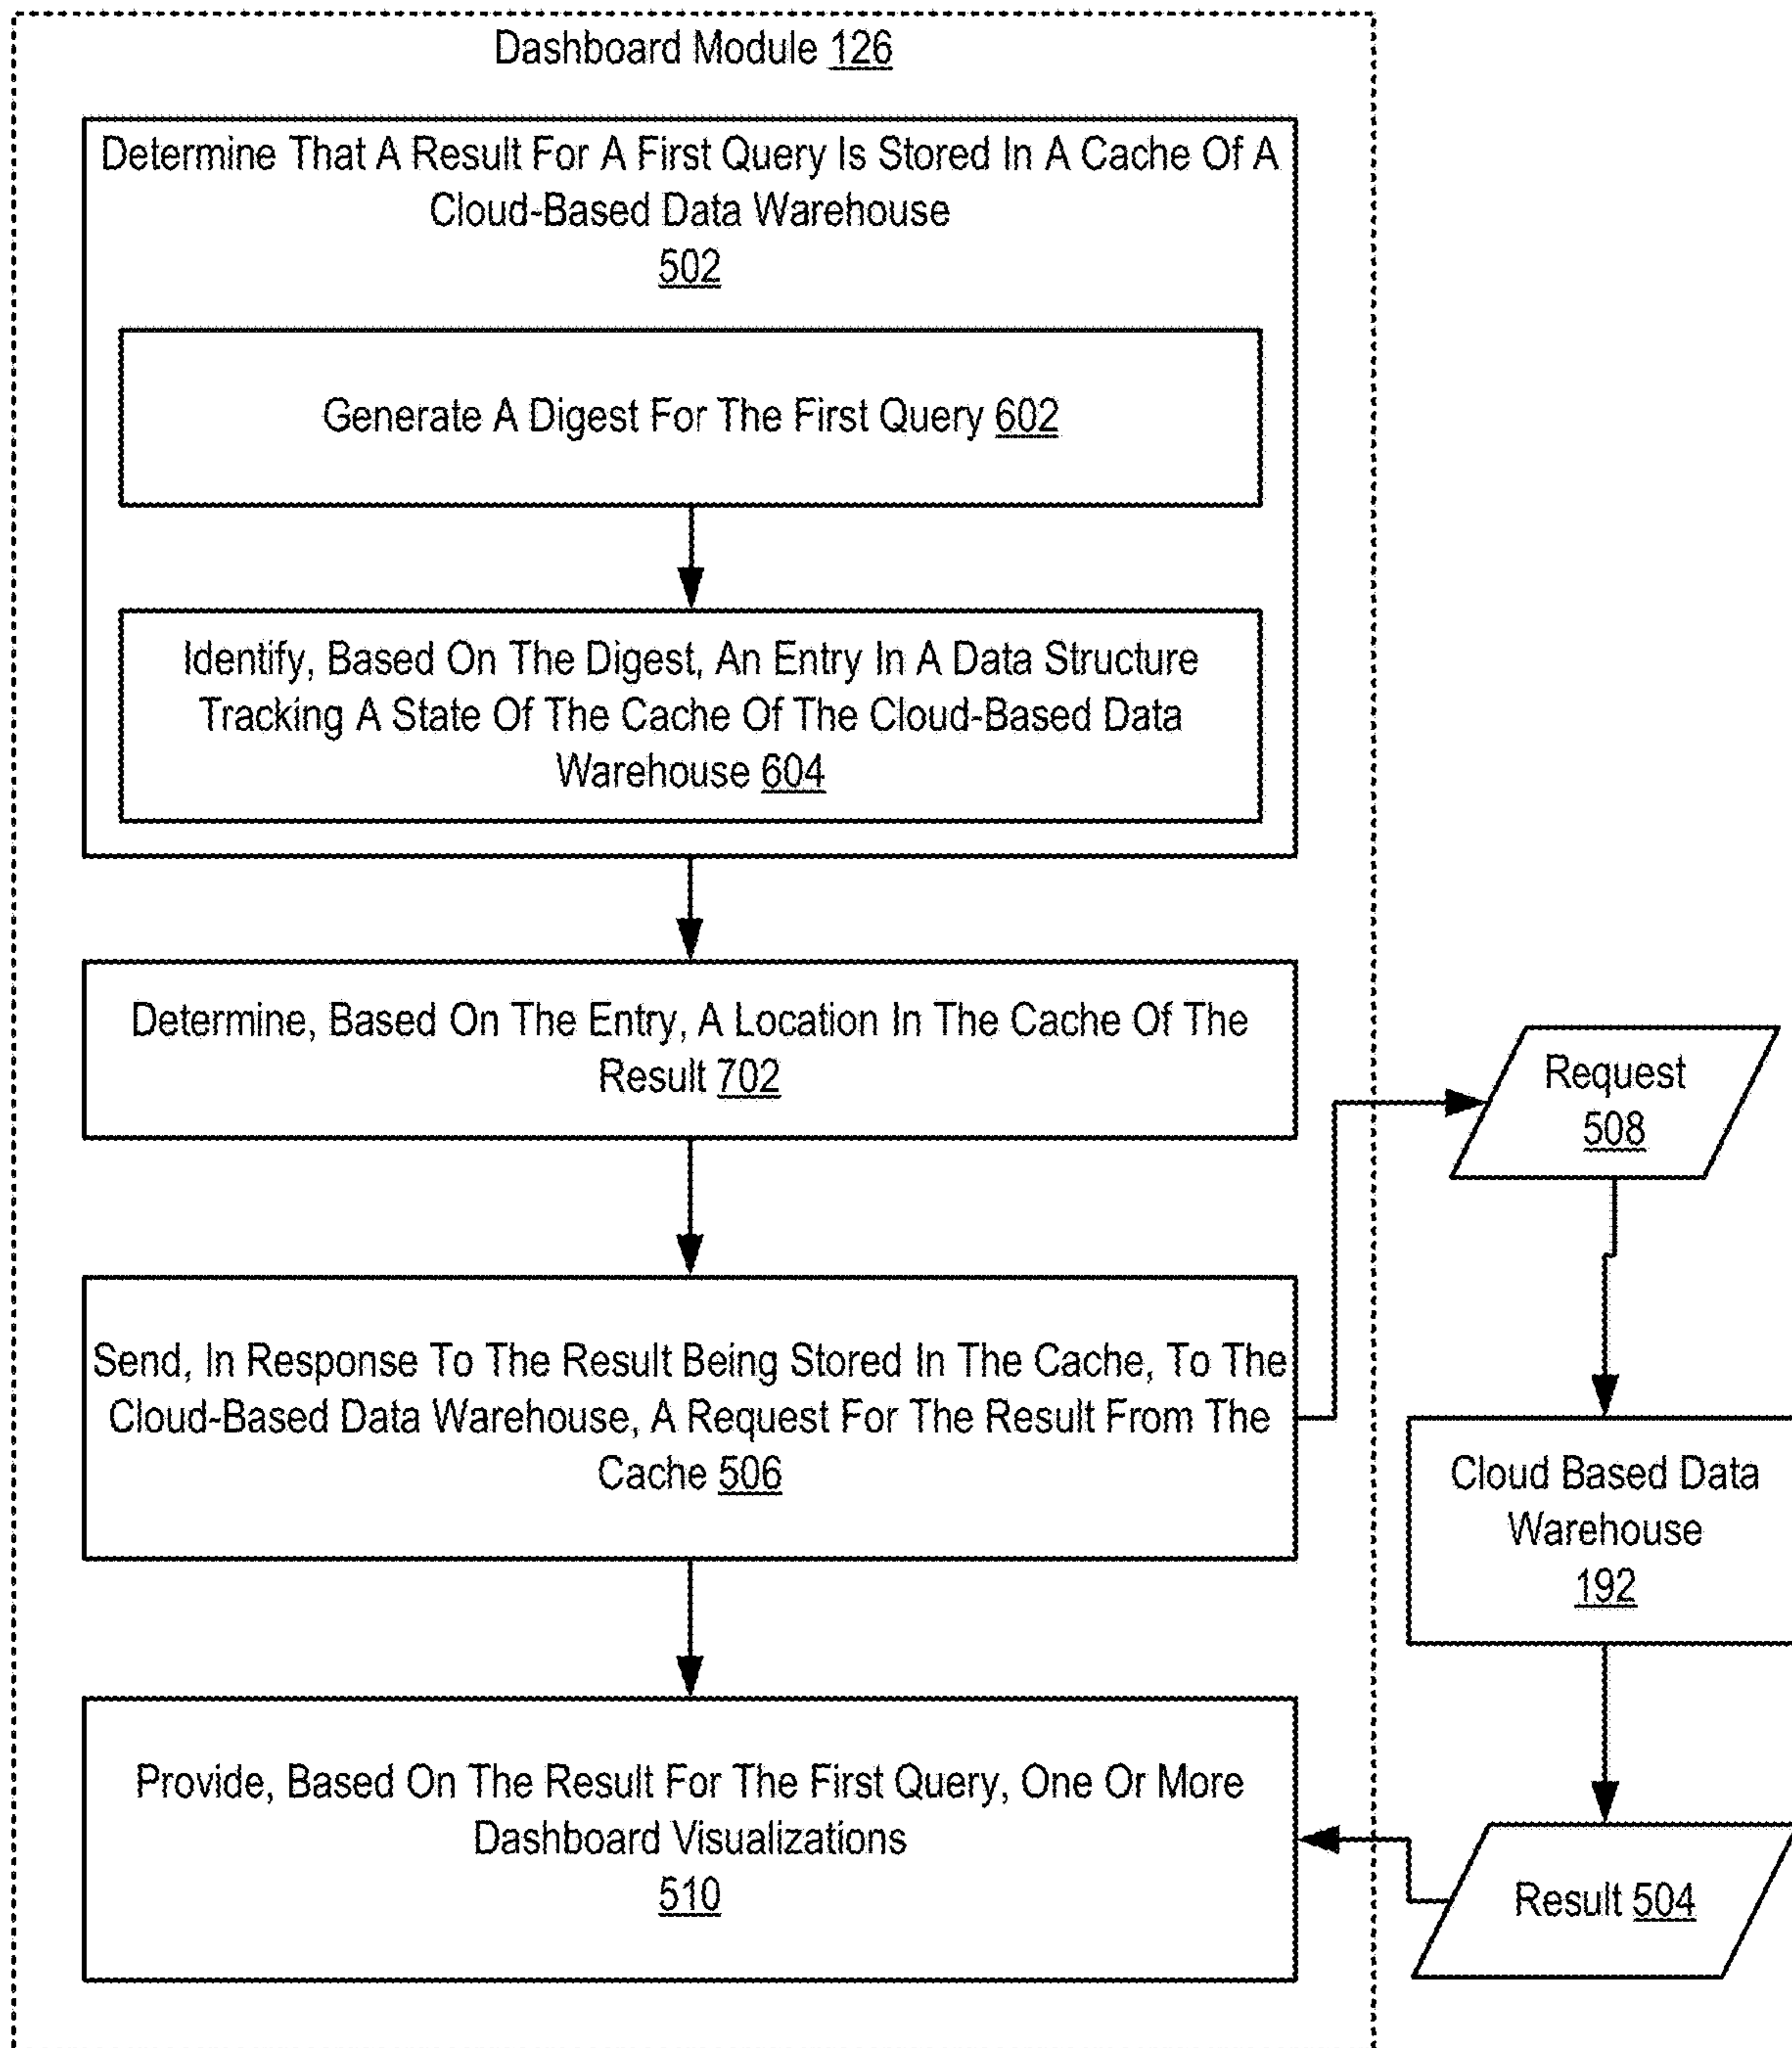 Dashboard Module 126
Determine That A Result For A First Query Is Stored In A Cache Of A
Cloud-Based Data Warehouse
502
Generate A Digest For The First Query 602
Identify, Based On The Digest, An Entry In A Data Structure
Tracking A State Of The Cache Of The Cloud-Based Data
Warehouse 604
Determine, Based On The Entry, A Location In The Cache Of The
Result 702
Send, In Response To The Result Being Stored In The Cache, To The
Cloud-Based Data Warehouse, A Request For The Result From The
Cache 506
Request
508
Cloud Based Data
Warehouse
192
Result 504
Provide, Based On The Result For The First Query, One Or More
Dashboard Visualizations
510